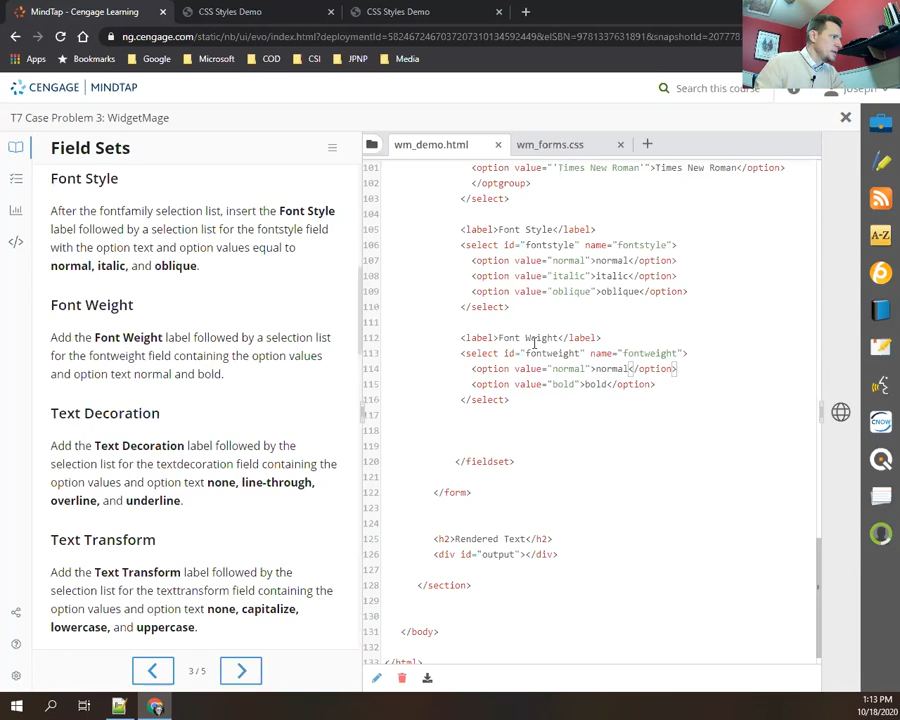 MindTap - Cengage Learning
CSS Styles Demo
CSS Styles Demo
ng.cengage.com/static/nb/ui/evo/index.html?deploymentId=5824672467037207310134592449&eISBN=9781337631891&snapshotId=207778
Apps
Bookmarks
Google
Microsoft
COD
CSI
JPNP
Media
CENGAGE
MINDTAP
Search this course
Joseph
T7 Case Problem 3: WidgetMage
Field Sets
Font Style
After the fontfamily selection list, insert the Font Style
label followed by a selection list for the fontstyle field
with the option text and option values equal to
normal, italic, and oblique.
Font Weight
Add the Font Weight label followed by a selection list
for the fontweight field containing the option values
and option text normal and bold.
Text Decoration
Add the Text Decoration label followed by the
selection list for the textdecoration field containing the
option values and option text none, line-through,
overline, and underline.
Text Transform
Add the Text Transform label followed by the
selection list for the texttransform field containing the
option values and option text none, capitalize,
lowercase, and uppercase.
3 / 5
wm_demo.html
wm_forms.css
101 <option value="'Times New Roman'">Times New Roman</option>
102 </optgroup>
103 </select>
104
105 <label>Font Style</label>
106 <select id="fontstyle" name="fontstyle">
107 <option value="normal">normal</option>
108 <option value="italic">italic</option>
109 <option value="oblique">oblique</option>
110 </select>
111
112 <label>Font Weight</label>
113 <select id="fontweight" name="fontweight">
114 <option value="normal">normal</option>
115 <option value="bold">bold</option>
116 </select>
117
118
119
120 </fieldset>
121
122 </form>
123
124
125 <h2>Rendered Text</h2>
126 <div id="output"></div>
127
128 </section>
129
130
131 </body>
132
133 </html>
A-Z
CNOW
1:13 PM
10/18/2020